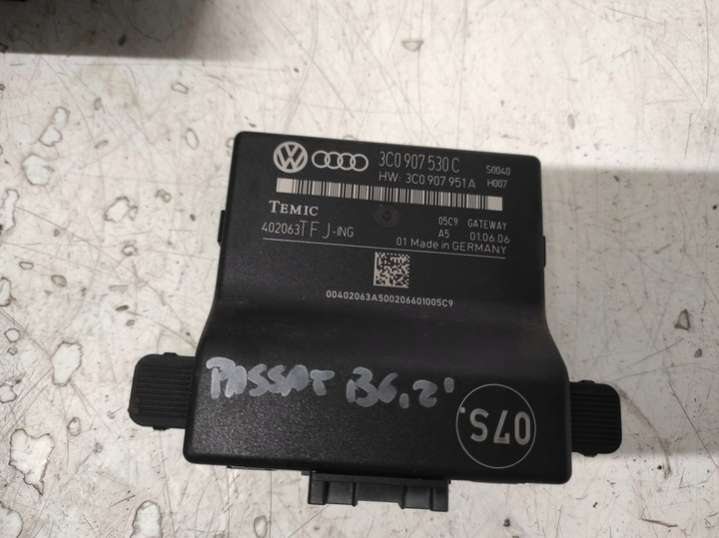 3C0 907 530 C S0040
HW: 3C0 907 951 A H007
TEMIC
402063TFJ-ING
05C9 GATEWAY
A5 01.06.06
01 Made in GERMANY
00402063A500206601005C9
PASSAT B6, 2'
07S.